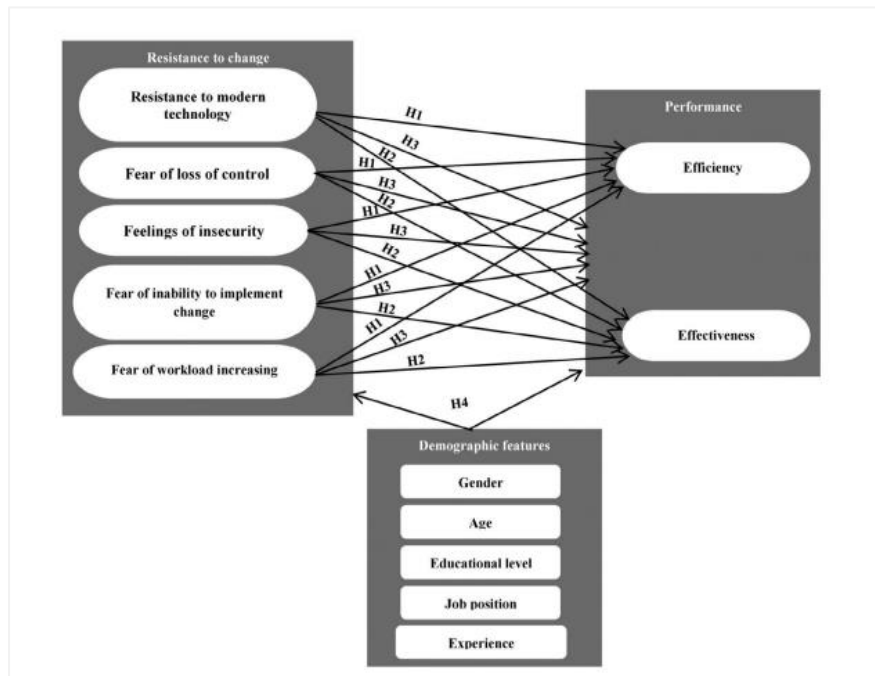 Resistance to change
Resistance to modern
technology
Fear of loss of control
Feelings of insecurity
Fear of inability to implement
change
Fear of workload increasing
H1
H3
H2
H1
H3
H2
H1
H3
H2
H1
H3
H2
H1
H3
H2
Performance
Efficiency
Effectiveness
H4
Demographic features
Gender
Age
Educational level
Job position
Experience